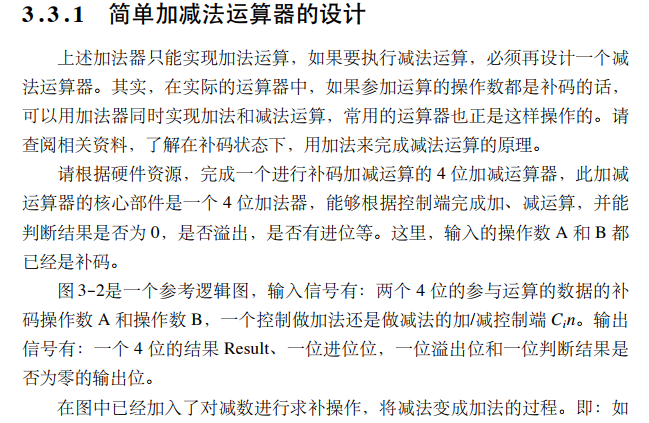 3.3.1 简单加减法运算器的设计
上述加法器只能实现加法运算，如果要执行减法运算，必须再设计一个减
法运算器。其实，在实际的运算器中，如果参加运算的操作数都是补码的话，
可以用加法器同时实现加法和减法运算，常用的运算器也正是这样操作的。请
查阅相关资料，了解在补码状态下，用加法来完成减法运算的原理。
请根据硬件资源，完成一个进行补码加减运算的 4 位加减运算器，此加减
运算器的核心部件是一个 4 位加法器，能够根据控制端完成加、减运算，并能
判断结果是否为 0，是否溢出，是否有进位等。这里，输入的操作数 A 和 B 都
已经是补码。
图 3-2是一个参考逻辑图，输入信号有：两个 4 位的参与运算的数据的补
码操作数 A 和操作数 B，一个控制做加法还是做减法的加/减控制端 Cin。输出
信号有：一个 4 位的结果 Result、一位进位位，一位溢出位和一位判断结果是
否为零的输出位。
在图中已经加入了对减数进行求补操作，将减法变成加法的过程。即：如